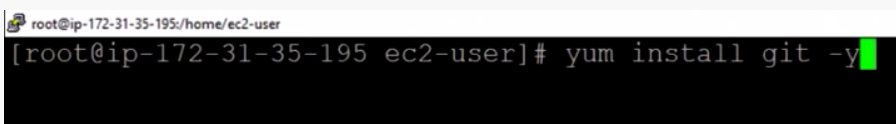 root@ip-172-31-35-195:/home/ec2-user
[root@ip-172-31-35-195 ec2-user]# yum install git -y